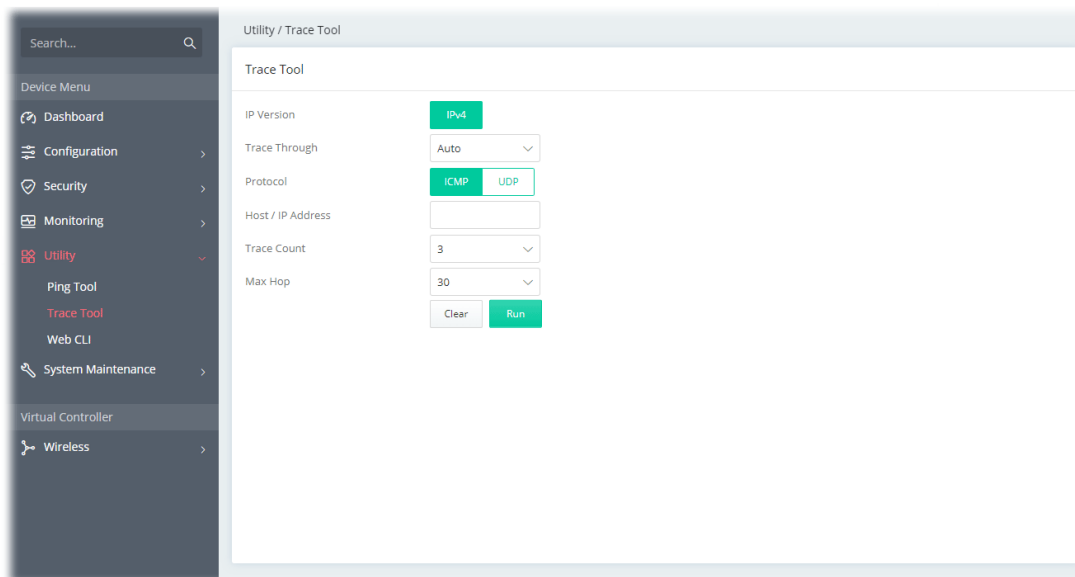 Search...
Device Menu
Dashboard
Configuration
Security
Monitoring
Utility
Ping Tool
Trace Tool
Web CLI
System Maintenance
Virtual Controller
Wireless
Utility / Trace Tool
Trace Tool
IP Version IPv4
Trace Through Auto
Protocol ICMP UDP
Host / IP Address
Trace Count 3
Max Hop 30
Clear Run